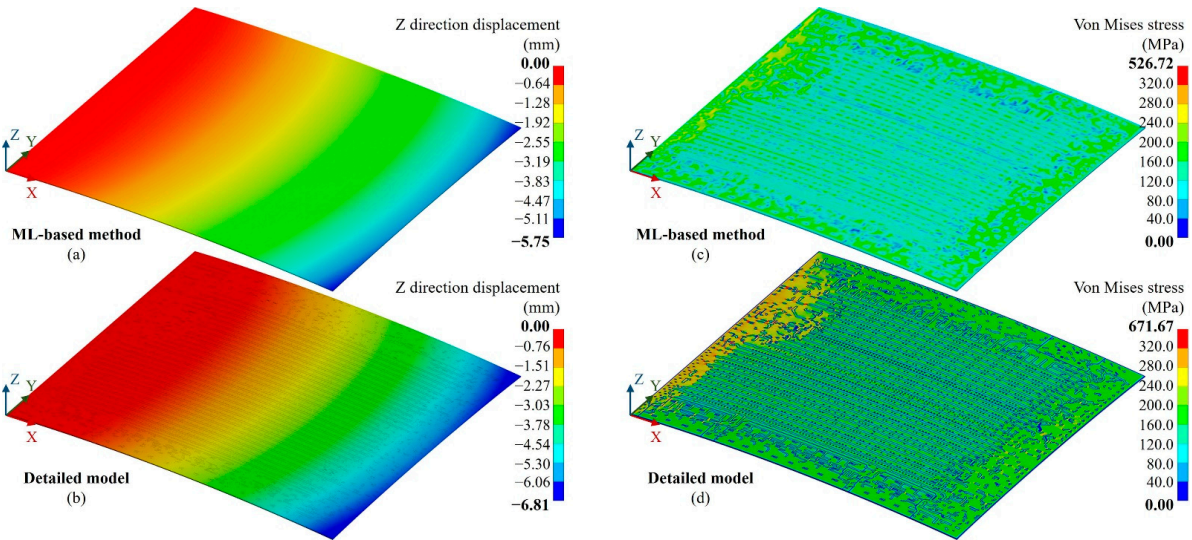 Z direction displacement
(mm)
0.00
−0.64
−1.28
−1.92
−2.55
−3.19
−3.83
−4.47
−5.11
−5.75
Z
Y
X
ML-based method
(a)
Von Mises stress
(MPa)
526.72
320.0
280.0
240.0
200.0
160.0
120.0
80.0
40.0
0.00
Z
Y
X
ML-based method
(c)
Z direction displacement
(mm)
0.00
−0.76
−1.51
−2.27
−3.03
−3.78
−4.54
−5.30
−6.06
−6.81
Z
Y
X
Detailed model
(b)
Von Mises stress
(MPa)
671.67
320.0
280.0
240.0
200.0
160.0
120.0
80.0
40.0
0.00
Z
Y
X
Detailed model
(d)